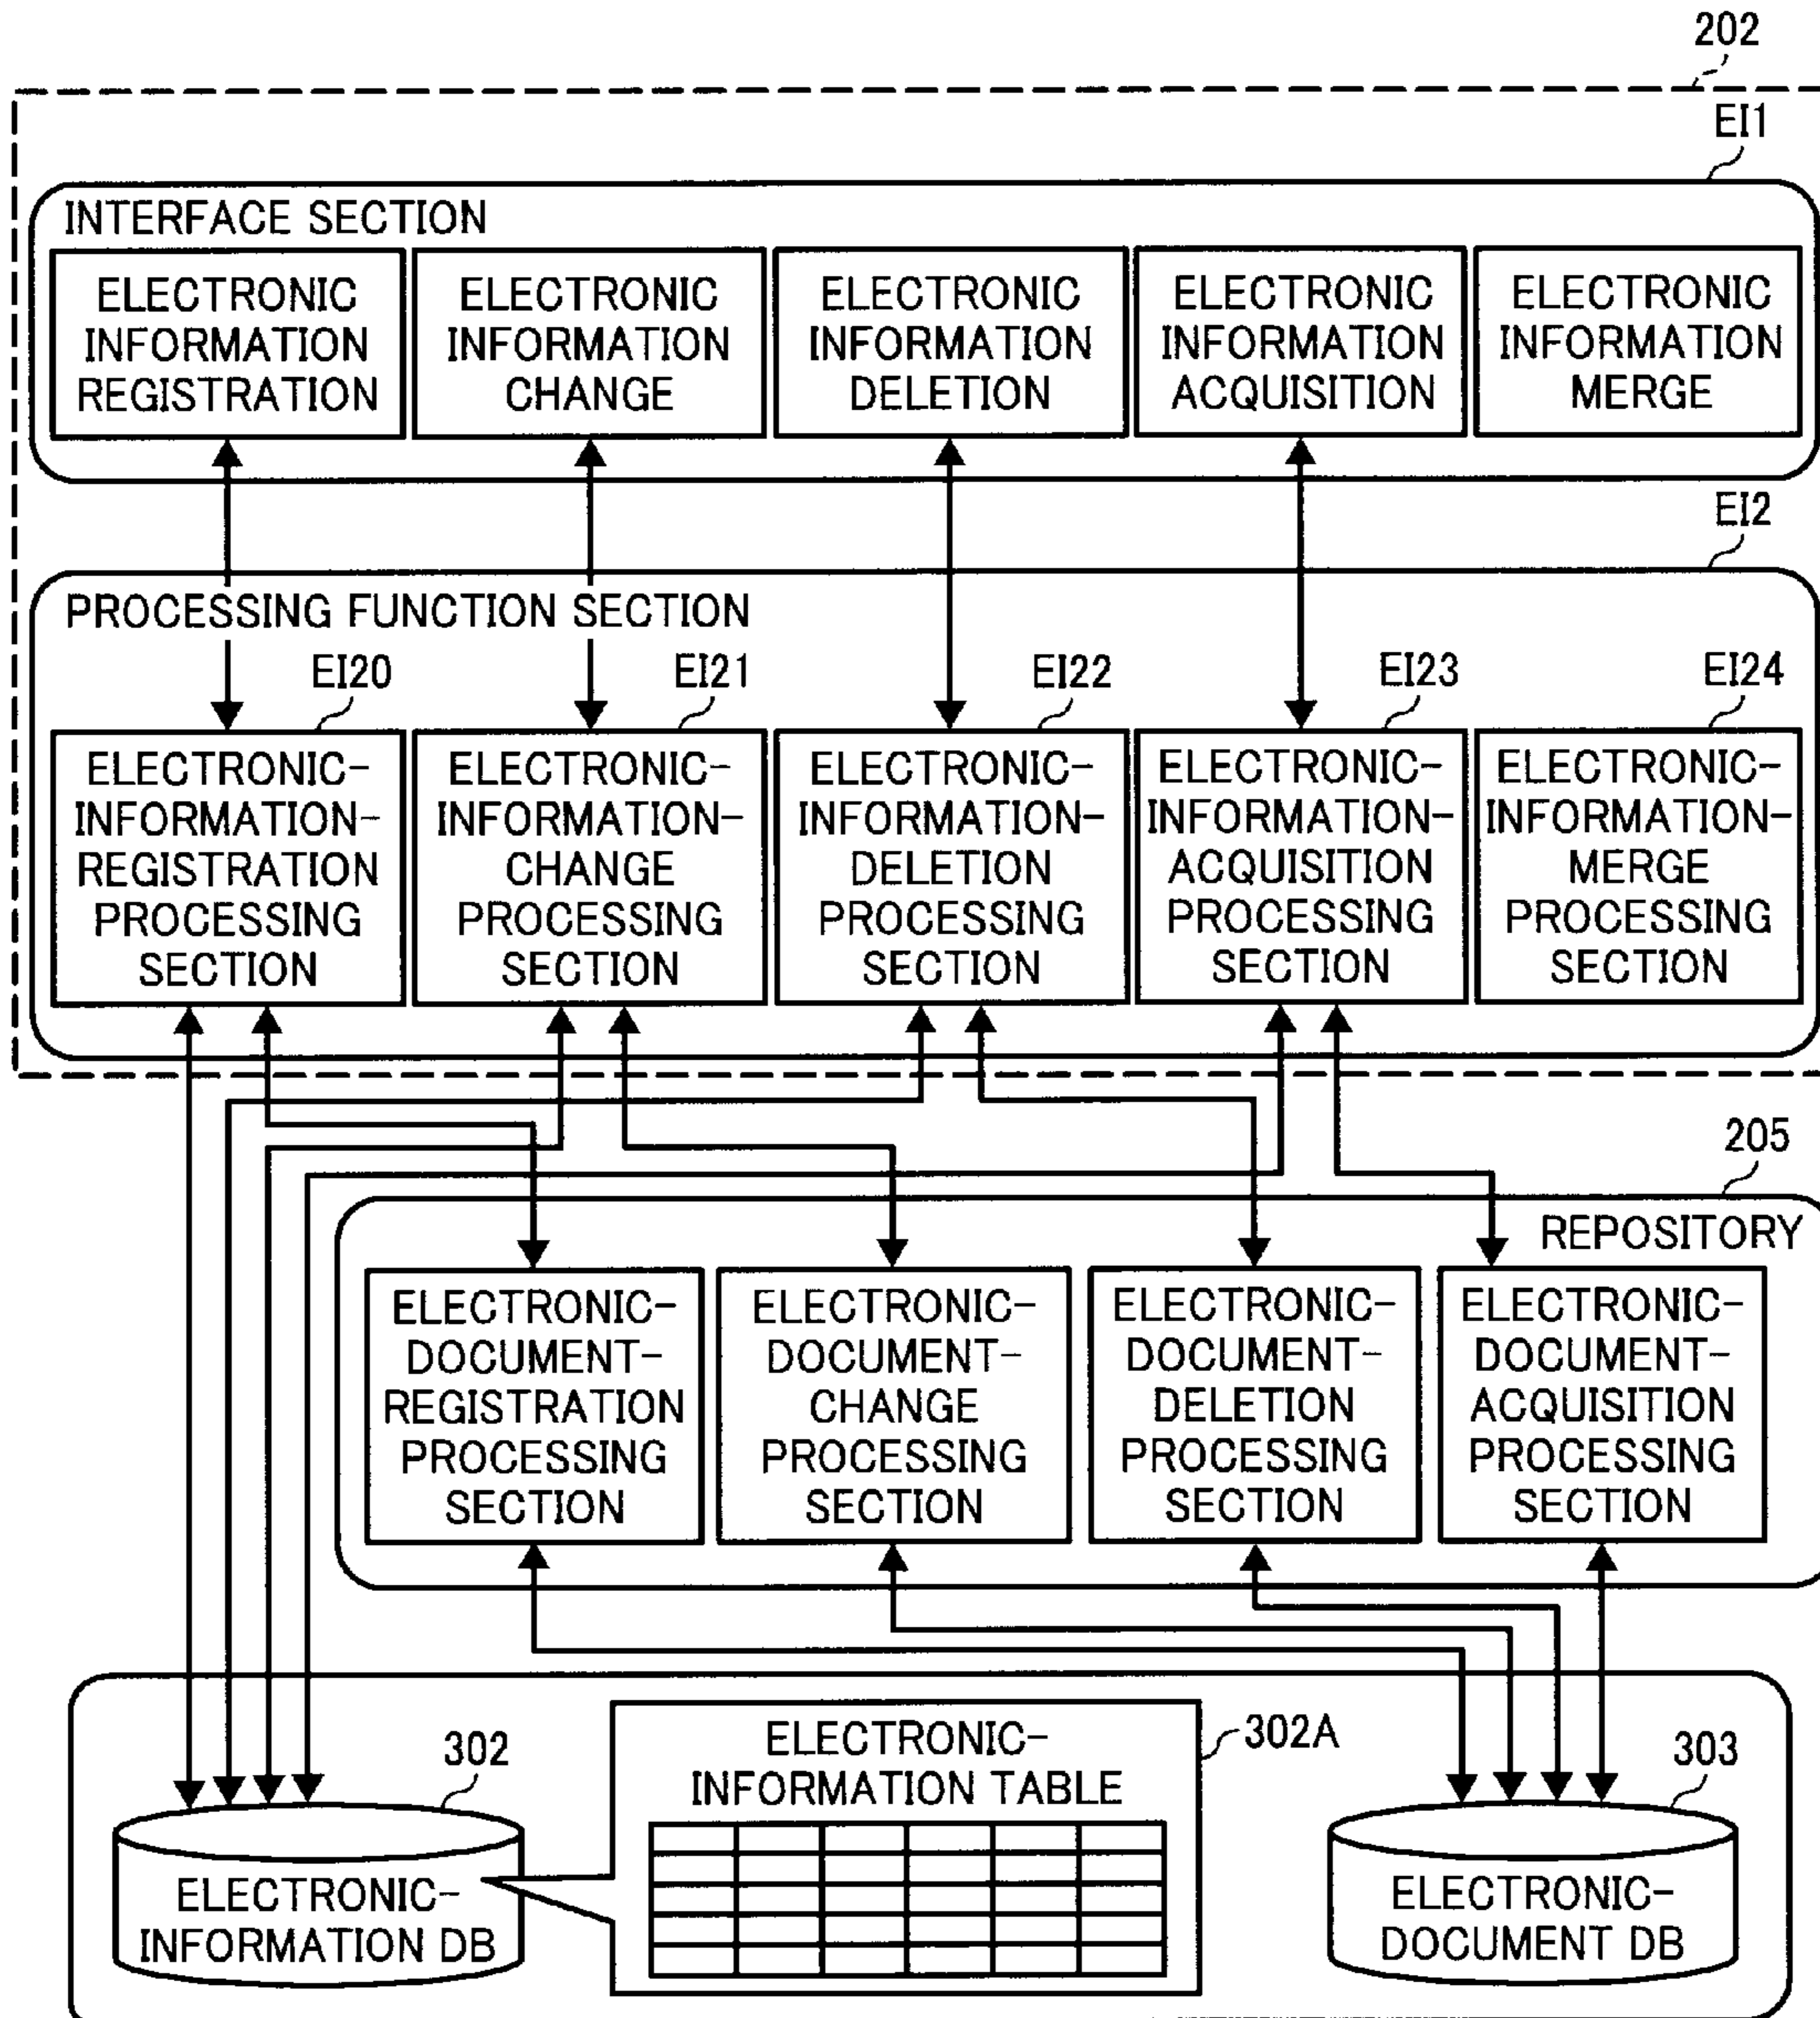 202
EI1
INTERFACE SECTION
ELECTRONIC
INFORMATION
REGISTRATION
ELECTRONIC
INFORMATION
CHANGE
ELECTRONIC
INFORMATION
DELETION
ELECTRONIC
INFORMATION
ACQUISITION
ELECTRONIC
INFORMATION
MERGE
EI2
PROCESSING FUNCTION SECTION
EI20
EI21
EI22
EI23
EI24
ELECTRONIC-
INFORMATION-
REGISTRATION
PROCESSING
SECTION
ELECTRONIC-
INFORMATION-
CHANGE
PROCESSING
SECTION
ELECTRONIC-
INFORMATION-
DELETION
PROCESSING
SECTION
ELECTRONIC-
INFORMATION-
ACQUISITION
PROCESSING
SECTION
ELECTRONIC-
INFORMATION-
MERGE
PROCESSING
SECTION
205
REPOSITORY
ELECTRONIC-
DOCUMENT-
REGISTRATION
PROCESSING
SECTION
ELECTRONIC-
DOCUMENT-
CHANGE
PROCESSING
SECTION
ELECTRONIC-
DOCUMENT-
DELETION
PROCESSING
SECTION
ELECTRONIC-
DOCUMENT-
ACQUISITION
PROCESSING
SECTION
302
ELECTRONIC-
INFORMATION DB
ELECTRONIC-
INFORMATION TABLE
302A
303
ELECTRONIC-
DOCUMENT DB